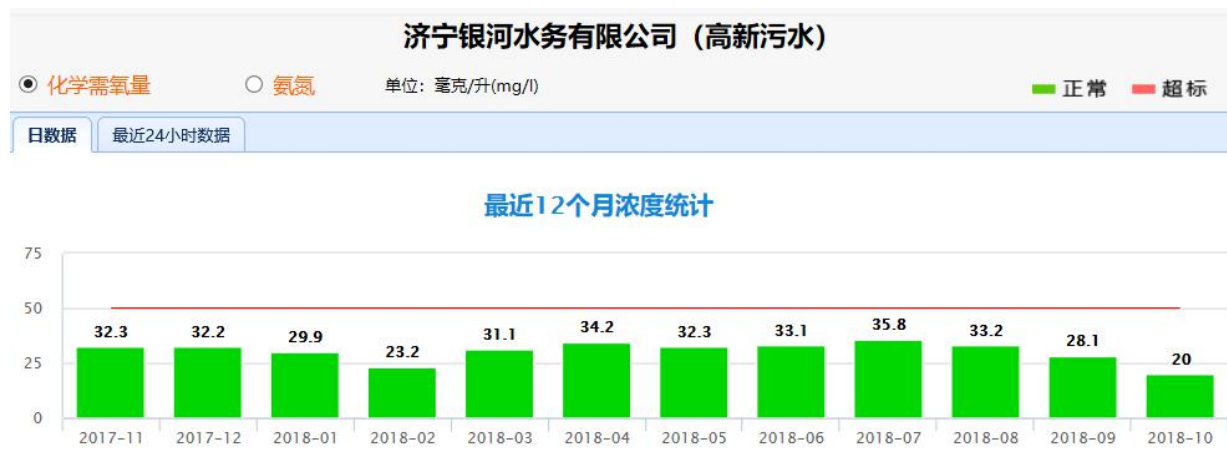 济宁银河水务有限公司（高新污水）
化学需氧量 氨氮 单位：毫克/升(mg/l) 正常 超标
日数据 最近24小时数据
最近12个月浓度统计
75
50
32.3 32.2 29.9 23.2 31.1 34.2 32.3 33.1 35.8 33.2 28.1 20
25
0
2017-11 2017-12 2018-01 2018-02 2018-03 2018-04 2018-05 2018-06 2018-07 2018-08 2018-09 2018-10